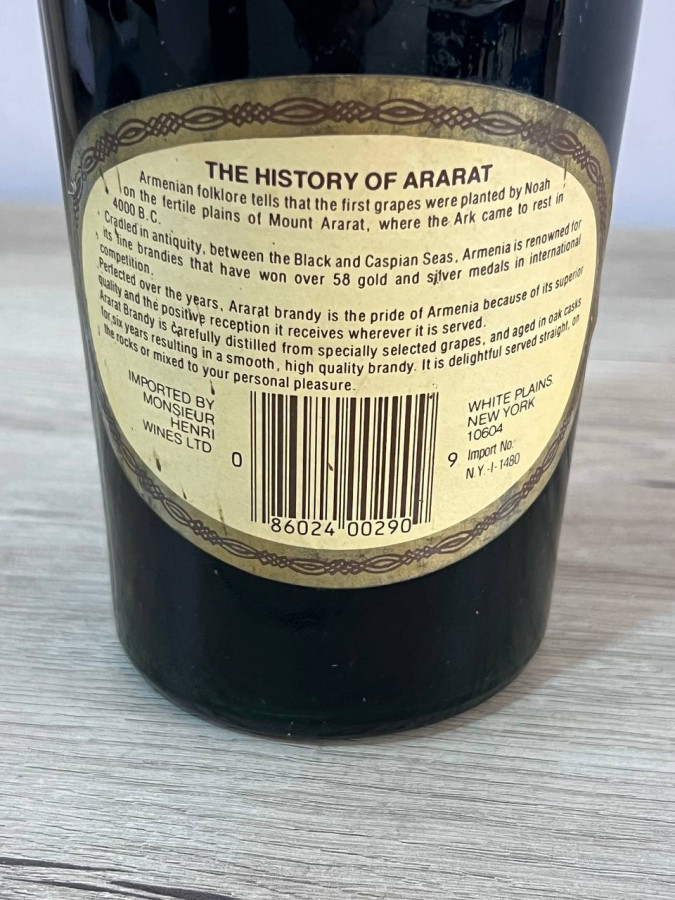 THE HISTORY OF ARARAT
Armenian folklore tells that the first grapes were planted by Noah
on the fertile plains of Mount Ararat, where the Ark came to rest in
4000 B.C.
Cradled in antiquity, between the Black and Caspian Seas, Armenia is renowned for
its fine brandies that have won over 58 gold and silver medals in international
competition.
Perfected over the years, Ararat brandy is the pride of Armenia because of its superior
quality and the positive reception it receives wherever it is served.
Ararat Brandy is carefully distilled from specially selected grapes, and aged in oak casks
for six years resulting in a smooth, high quality brandy. It is delightful served straight, on
the rocks or mixed to your personal pleasure.
IMPORTED BY
MONSIEUR
HENRI
WINES LTD
WHITE PLAINS
NEW YORK
10604
Import No:
N.Y.-I-1480
0 86024 00290 9